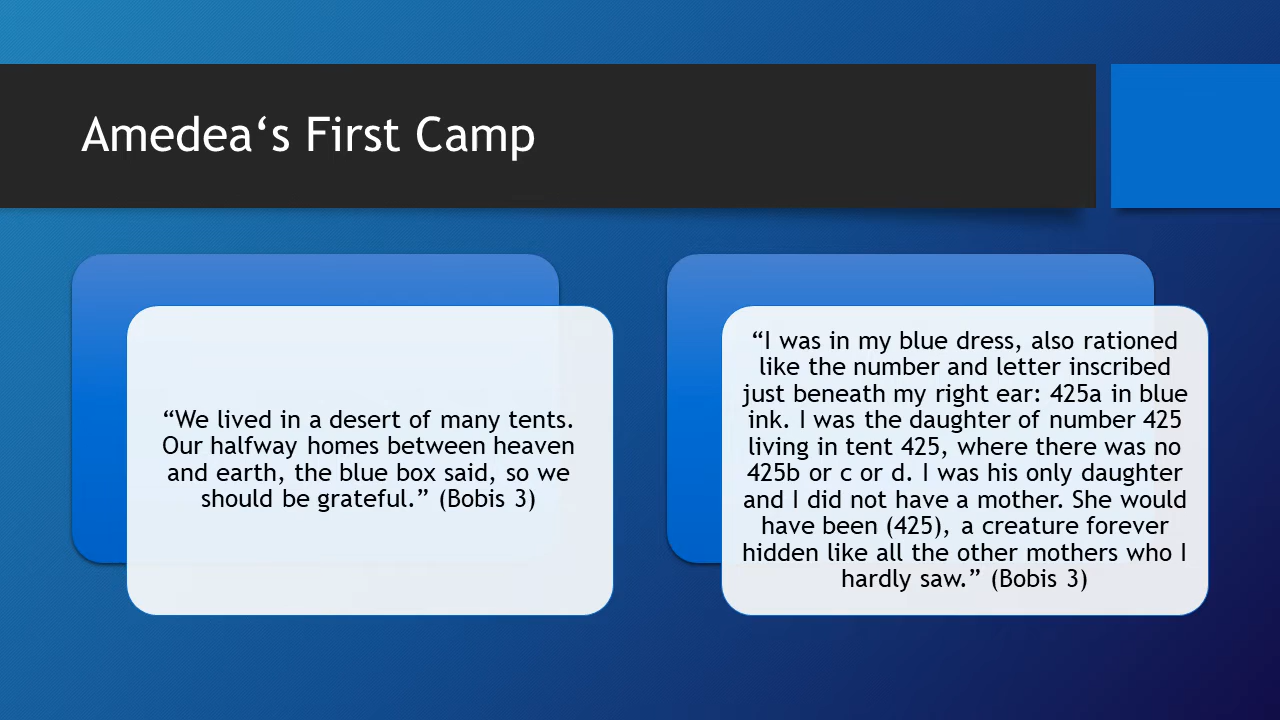 Amedea‘s First Camp
“We lived in a desert of many tents.
Our halfway homes between heaven
and earth, the blue box said, so we
should be grateful.” (Bobis 3)
“I was in my blue dress, also rationed
like the number and letter inscribed
just beneath my right ear: 425a in blue
ink. I was the daughter of number 425
living in tent 425, where there was no
425b or c or d. I was his only daughter
and I did not have a mother. She would
have been (425), a creature forever
hidden like all the other mothers who I
hardly saw.” (Bobis 3)